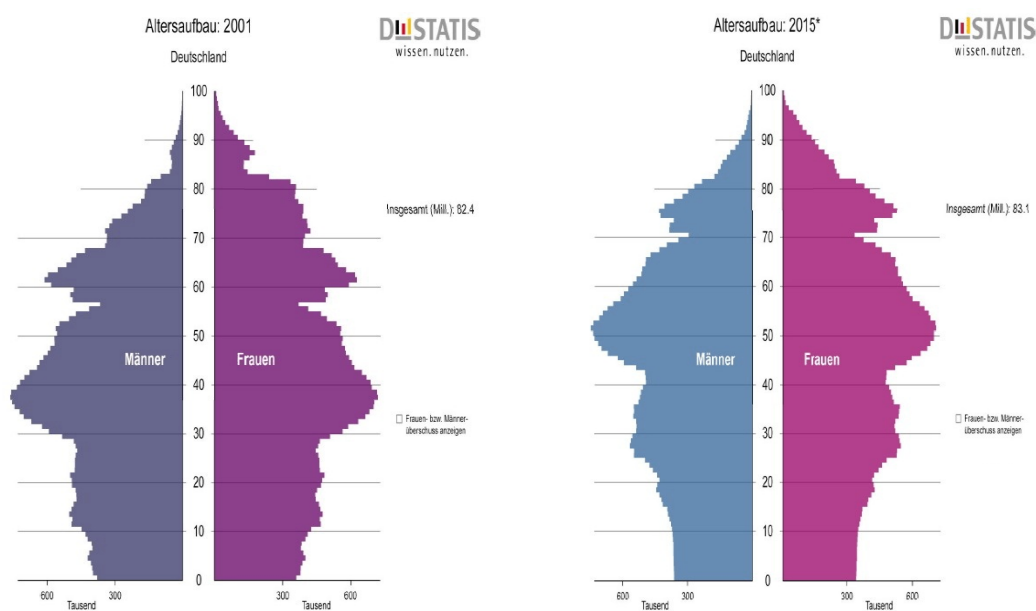 Altersaufbau: 2001
DESTATIS
wissen.nutzen.
Deutschland
100
90
80
Insgesamt (Mill.): 82.4
70
60
50
Männer
Frauen
40
Frauen- bzw. Männer-
überschuss anzeigen
30
20
10
0
600
300
300
600
Tausend
Tausend
Altersaufbau: 2015*
DESTATIS
wissen.nutzen.
Deutschland
100
90
80
Insgesamt (Mill.): 83.1
70
60
50
Männer
Frauen
40
Frauen- bzw. Männer-
überschuss anzeigen
30
20
10
0
600
300
300
600
Tausend
Tausend